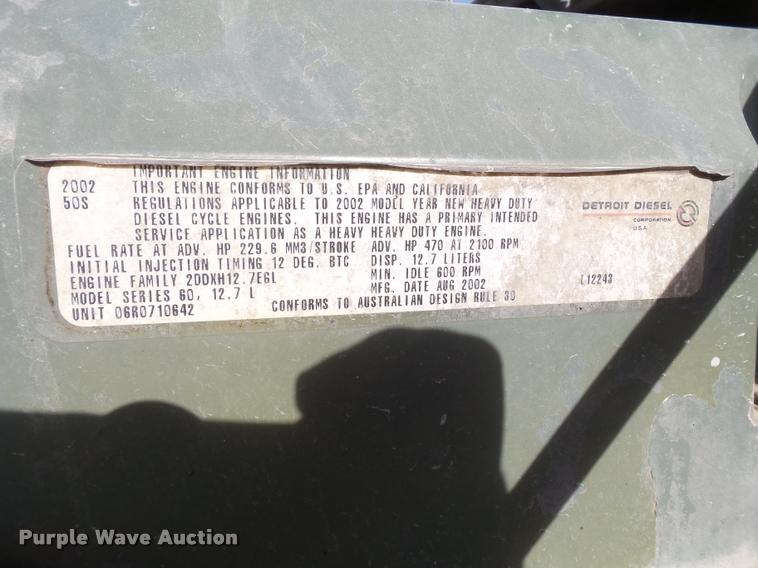 IMPORTANT ENGINE INFORMATION
2002 THIS ENGINE CONFORMS TO U.S. EPA AND CALIFORNIA
50S REGULATIONS APPLICABLE TO 2002 MODEL YEAR NEW HEAVY DUTY
DIESEL CYCLE ENGINES. THIS ENGINE HAS A PRIMARY INTENDED
SERVICE APPLICATION AS A HEAVY HEAVY DUTY ENGINE.
FUEL RATE AT ADV. HP 229.6 MM3/STROKE ADV. HP 470 AT 2100 RPM
INITIAL INJECTION TIMING 12 DEG. BTC DISP. 12.7 LITERS
ENGINE FAMILY 2DDXH12.7EGL MIN. IDLE 600 RPM
MODEL SERIES 60, 12.7 L MFG. DATE AUG 2002
UNIT 06R0710642 CONFORMS TO AUSTRALIAN DESIGN RULE 30
DETROIT DIESEL
CORPORATION
U.S.A.
L12243
Purple Wave Auction